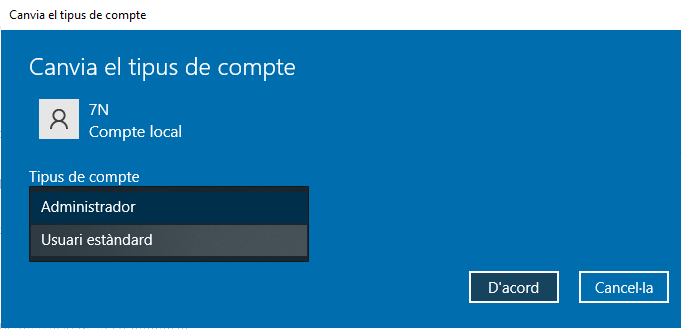 Canvia el tipus de compte
Canvia el tipus de compte
7N
Compte local
Tipus de compte
Administrador
Usuari estàndard
D'acord
Cancel·la